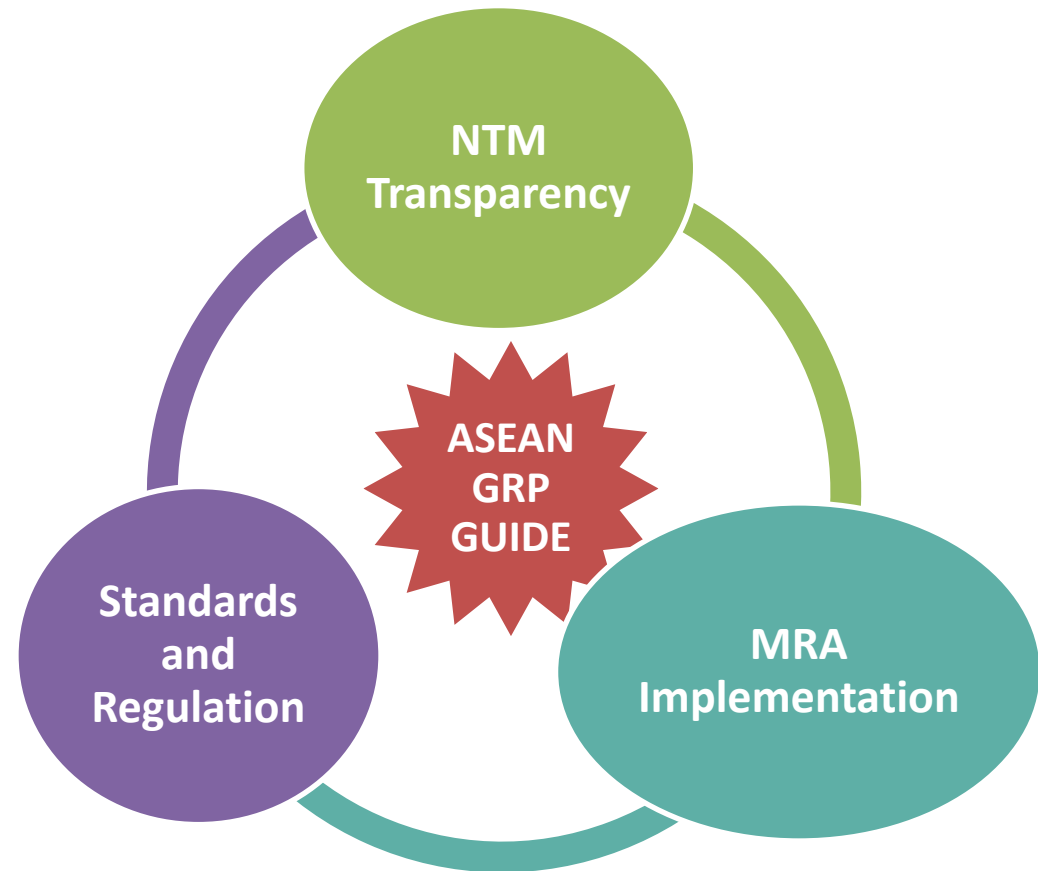 NTM
Transparency
ASEAN
GRP
GUIDE
Standards
and
Regulation
MRA
Implementation